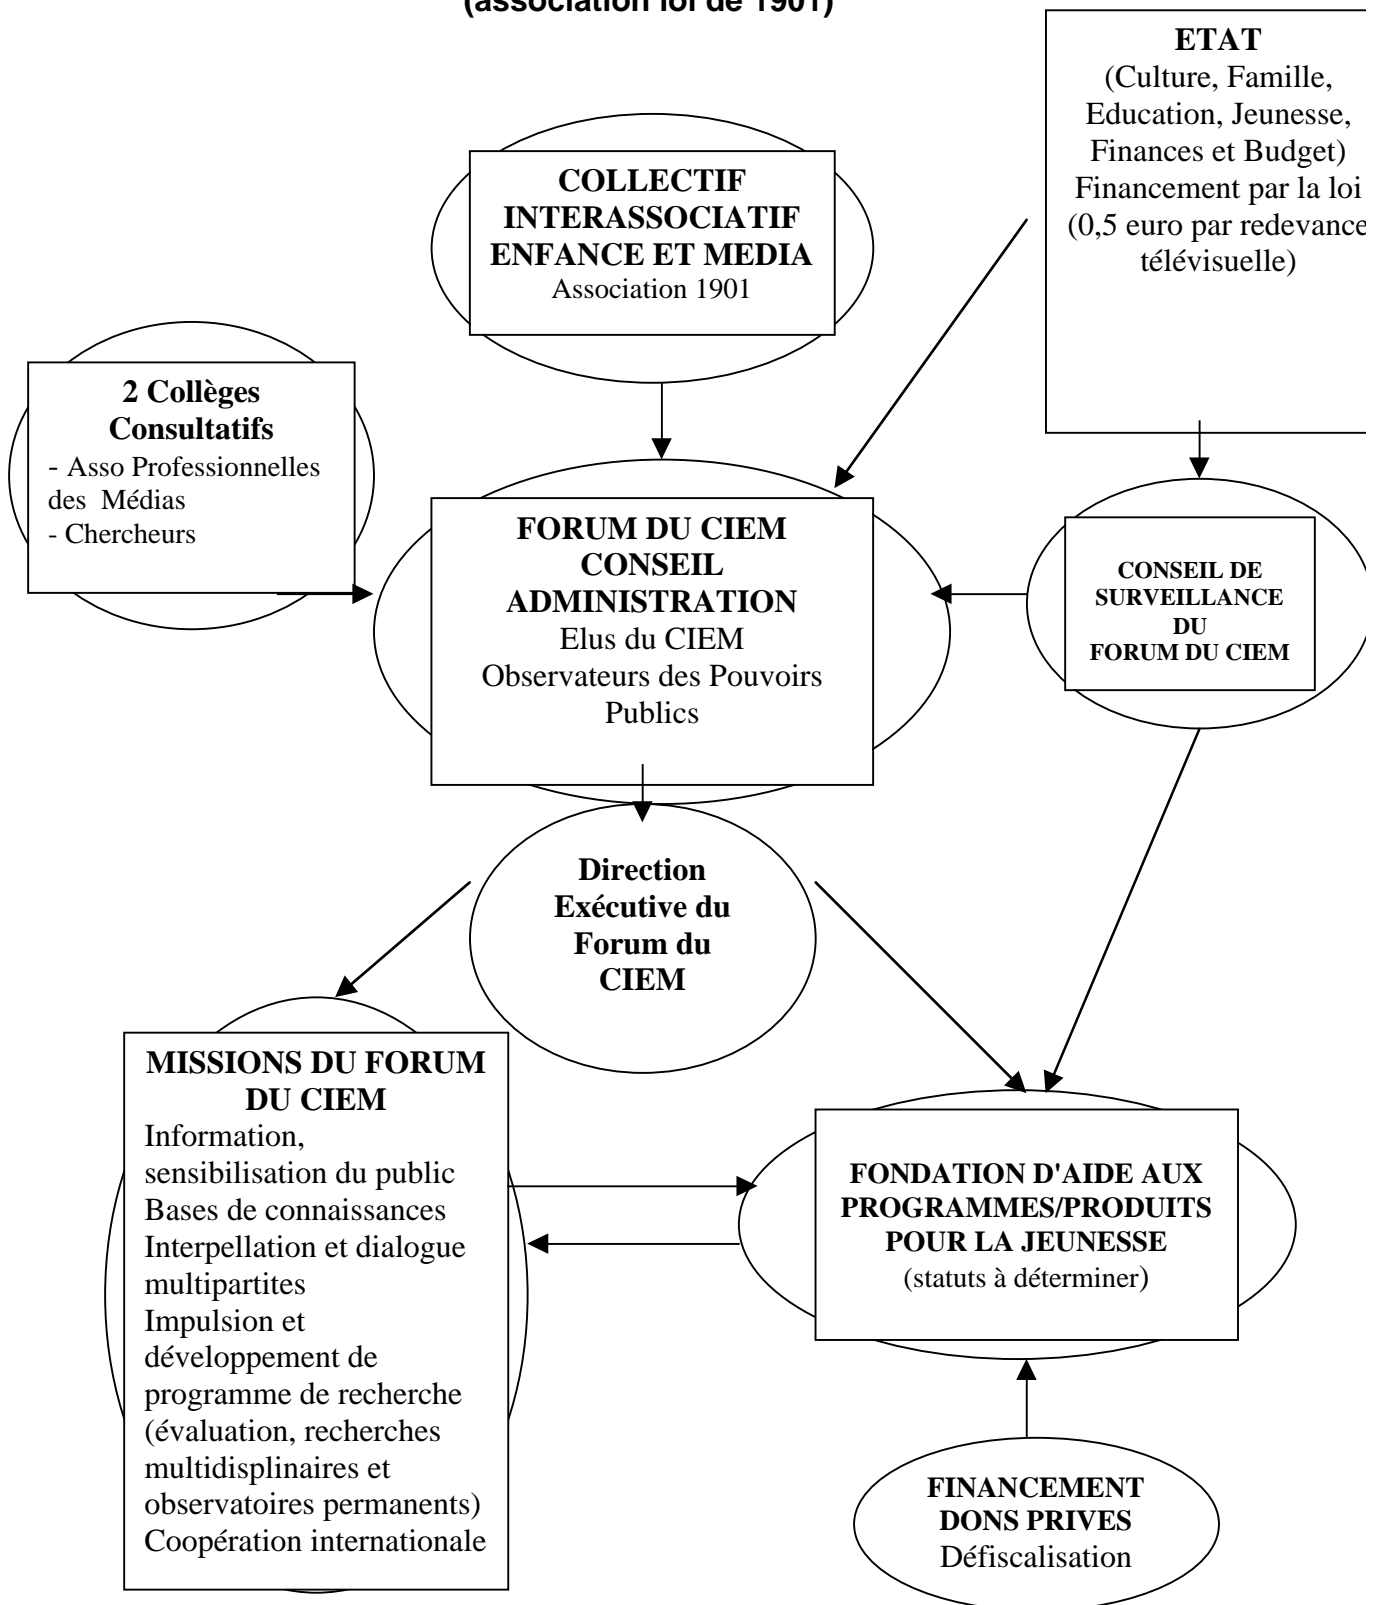 (association loi de 1901)
ETAT
(Culture, Famille,
Education, Jeunesse,
Finances et Budget)
Financement par la loi
(0,5 euro par redevance
télévisuelle)
COLLECTIF
INTERASSOCIATIF
ENFANCE ET MEDIA
Association 1901
2 Collèges
Consultatifs
- Asso Professionnelles
des Médias
- Chercheurs
FORUM DU CIEM
CONSEIL
ADMINISTRATION
Elus du CIEM
Observateurs des Pouvoirs
Publics
CONSEIL DE
SURVEILLANCE
DU
FORUM DU CIEM
Direction
Exécutive du
Forum du
CIEM
MISSIONS DU FORUM
DU CIEM
Information,
sensibilisation du public
Bases de connaissances
Interpellation et dialogue
multipartites
Impulsion et
développement de
programme de recherche
(évaluation, recherches
multidisplinaires et
observatoires permanents)
Coopération internationale
FONDATION D'AIDE AUX
PROGRAMMES/PRODUITS
POUR LA JEUNESSE
(statuts à déterminer)
FINANCEMENT
DONS PRIVES
Défiscalisation